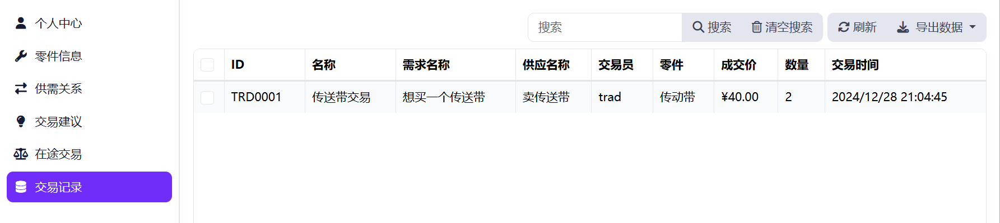 个人中心
零件信息
供需关系
交易建议
在途交易
交易记录
搜索 搜索 清空搜索 刷新 导出数据
ID 名称 需求名称 供应名称 交易员 零件 成交价 数量 交易时间
TRD0001 传送带交易 想买一个传送带 卖传送带 trad 传动带 ¥40.00 2 2024/12/28 21:04:45